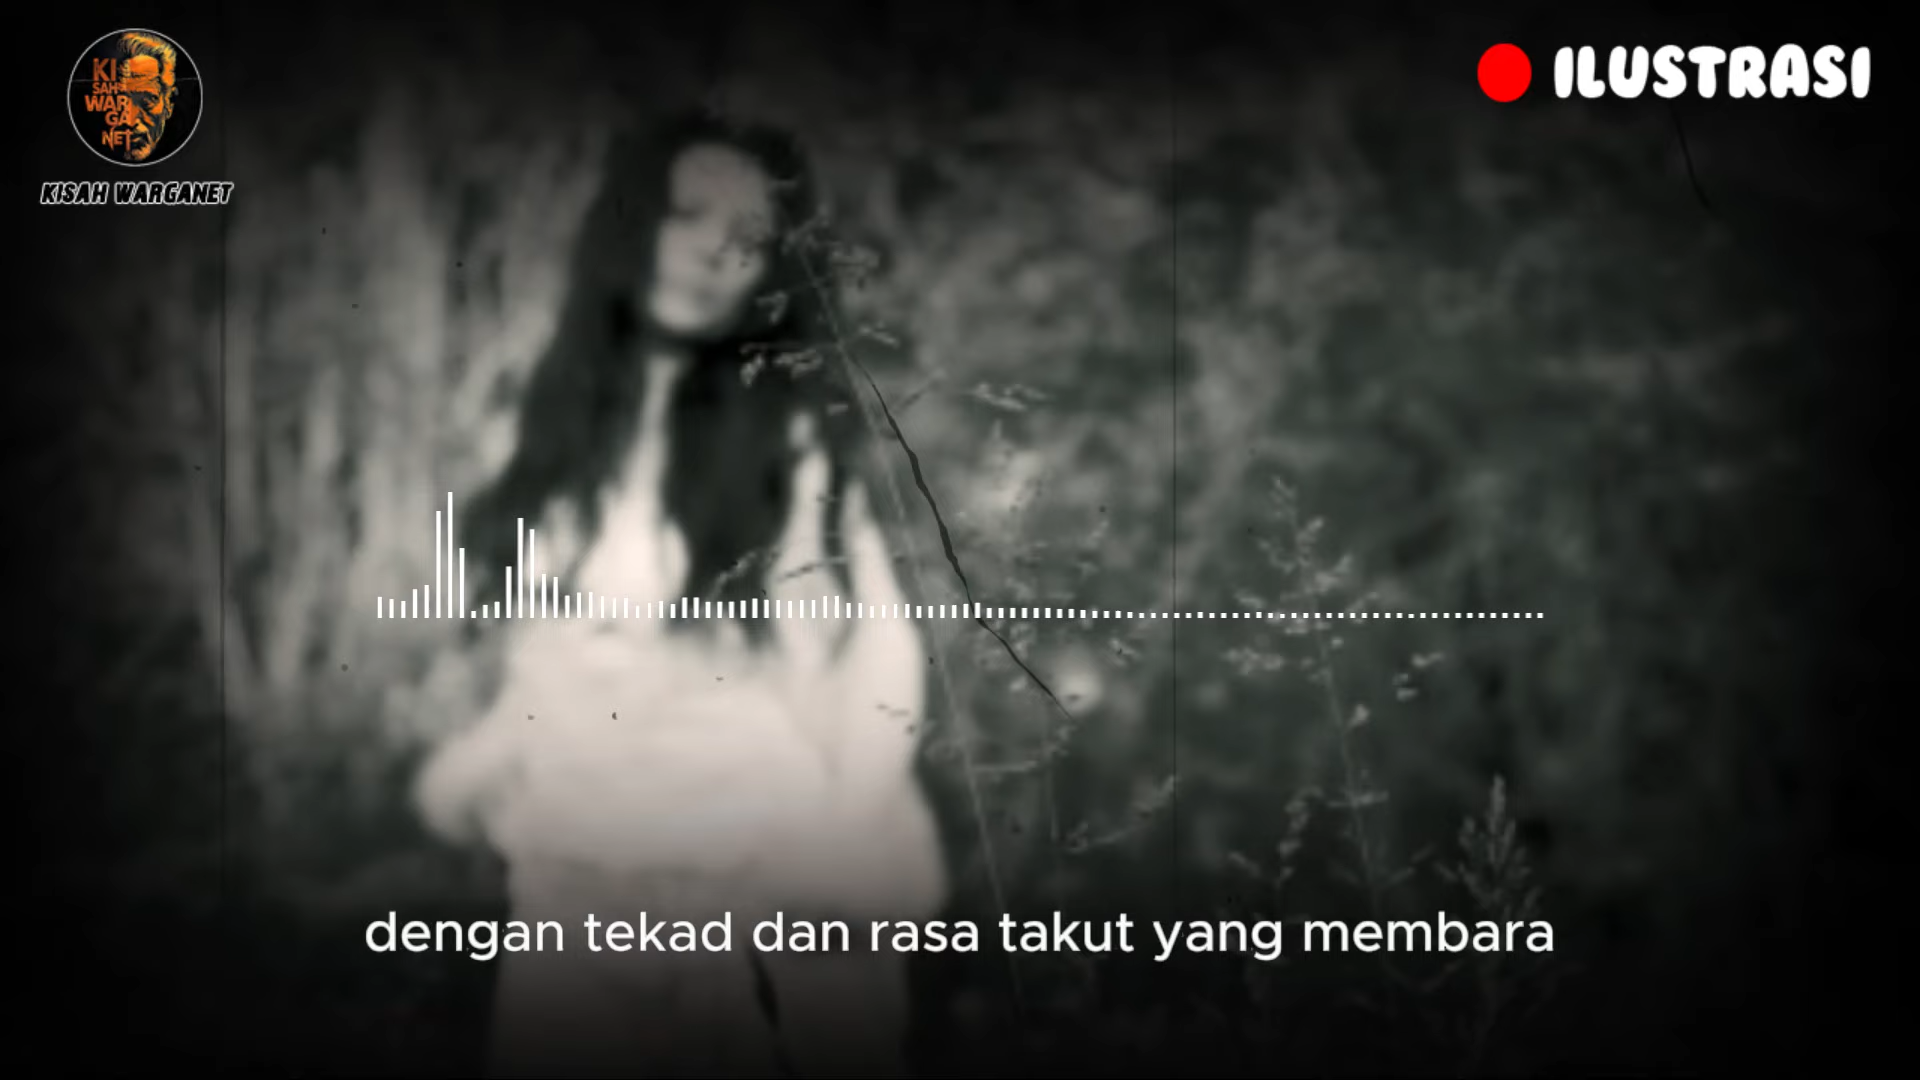 KI
SAH
WAR
GA
NET
KISAH WARGANET
ILUSTRASI
dengan tekad dan rasa takut yang membara